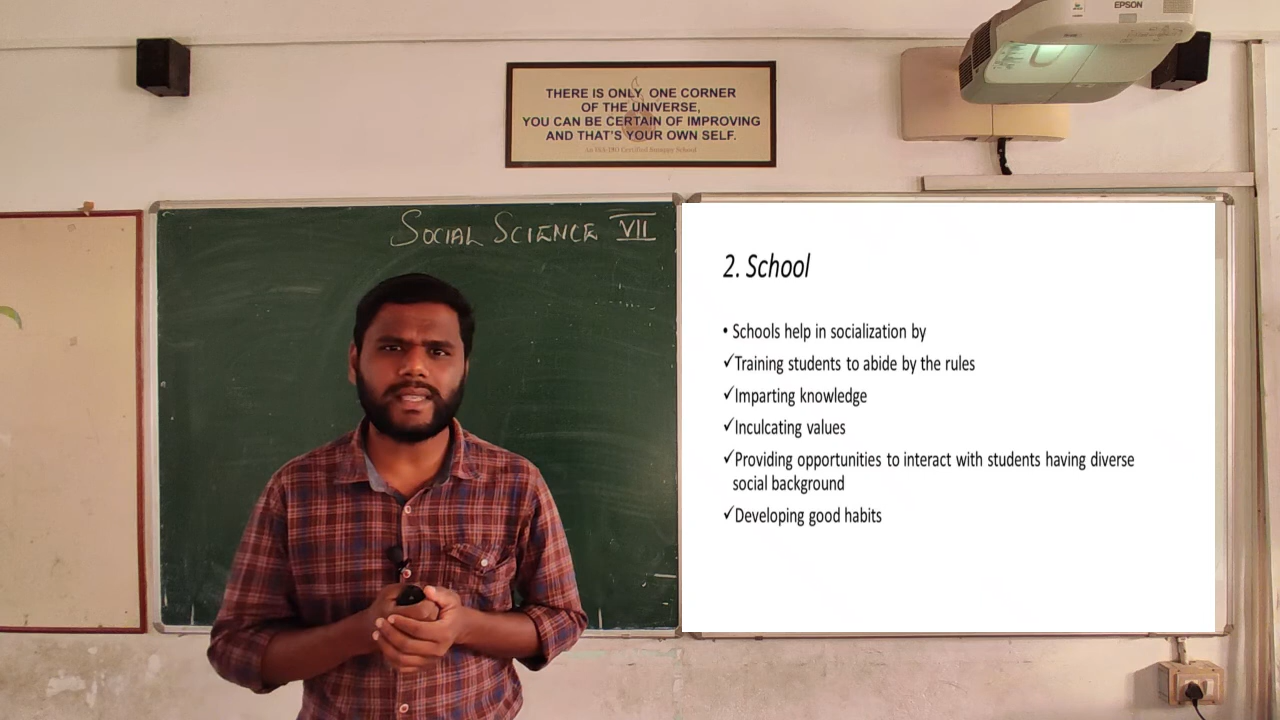 EPSON
THERE IS ONLY ONE CORNER
OF THE UNIVERSE,
YOU CAN BE CERTAIN OF IMPROVING
AND THAT'S YOUR OWN SELF.
SOCIAL SCIENCE VII
2. School
• Schools help in socialization by
✓Training students to abide by the rules
✓Imparting knowledge
✓Inculcating values
✓Providing opportunities to interact with students having diverse
social background
✓Developing good habits